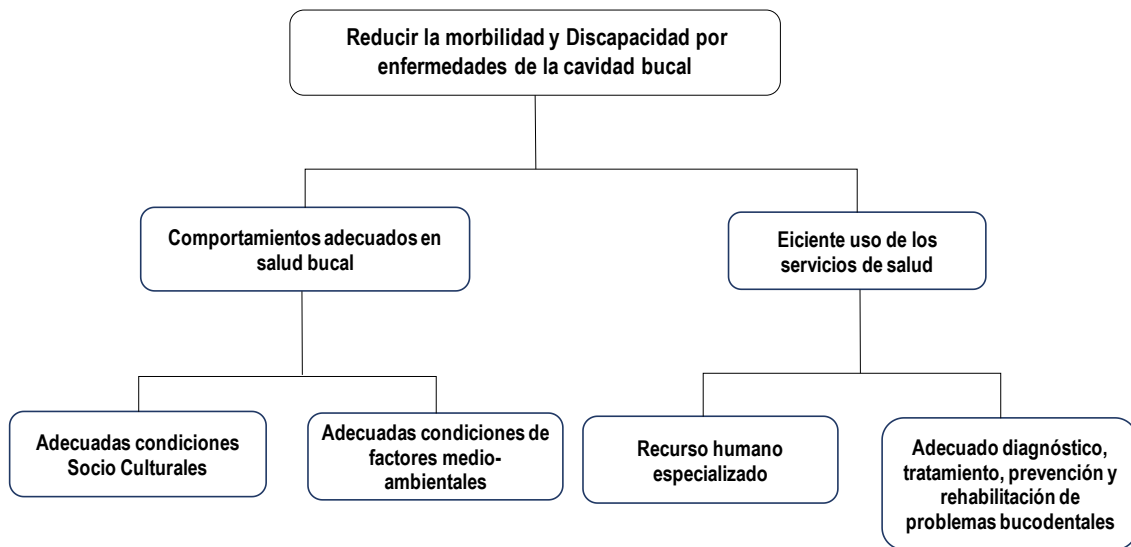 Reducir la morbilidad y Discapacidad por
enfermedades de la cavidad bucal
Comportamientos adecuados en
salud bucal
Eiciente uso de los
servicios de salud
Adecuadas condiciones
Socio Culturales
Adecuadas condiciones de
factores medio-
ambientales
Recurso humano
especializado
Adecuado diagnóstico,
tratamiento, prevención y
rehabilitación de
problemas bucodentales